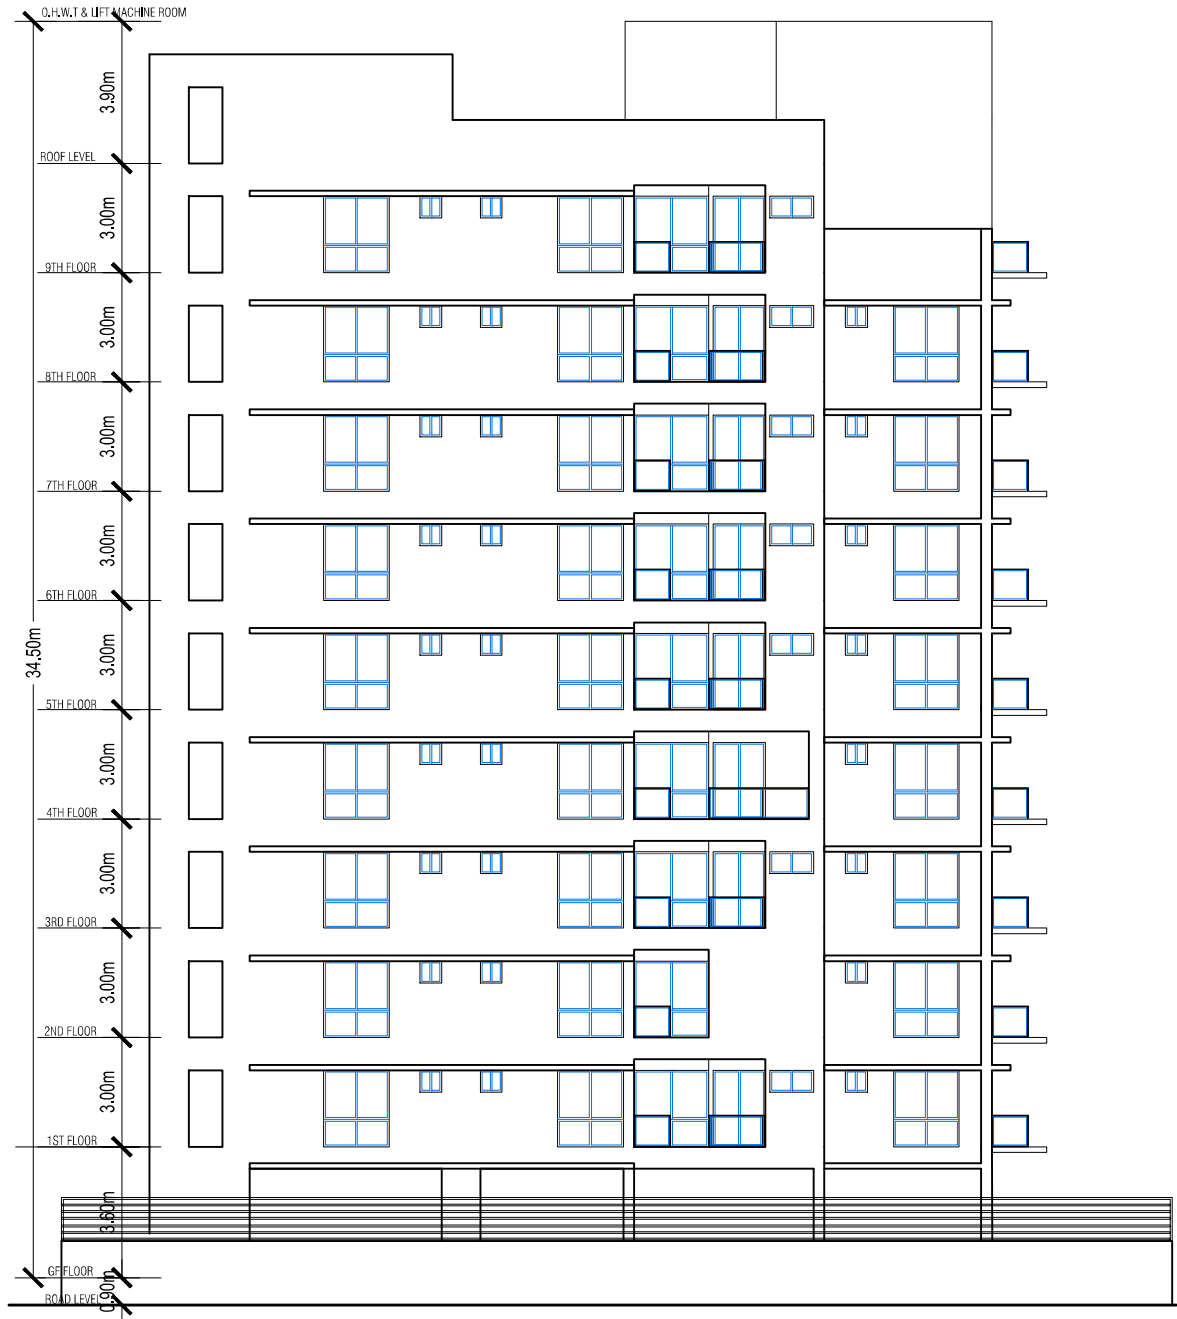 O.H.W.T & LIFT MACHINE ROOM
3.90m
ROOF LEVEL
3.00m
9TH FLOOR
3.00m
8TH FLOOR
3.00m
7TH FLOOR
3.00m
6TH FLOOR
34.50m
3.00m
5TH FLOOR
3.00m
4TH FLOOR
3.00m
3RD FLOOR
3.00m
2ND FLOOR
3.00m
1ST FLOOR
3.60m
GF FLOOR
0.90m
ROAD LEVEL